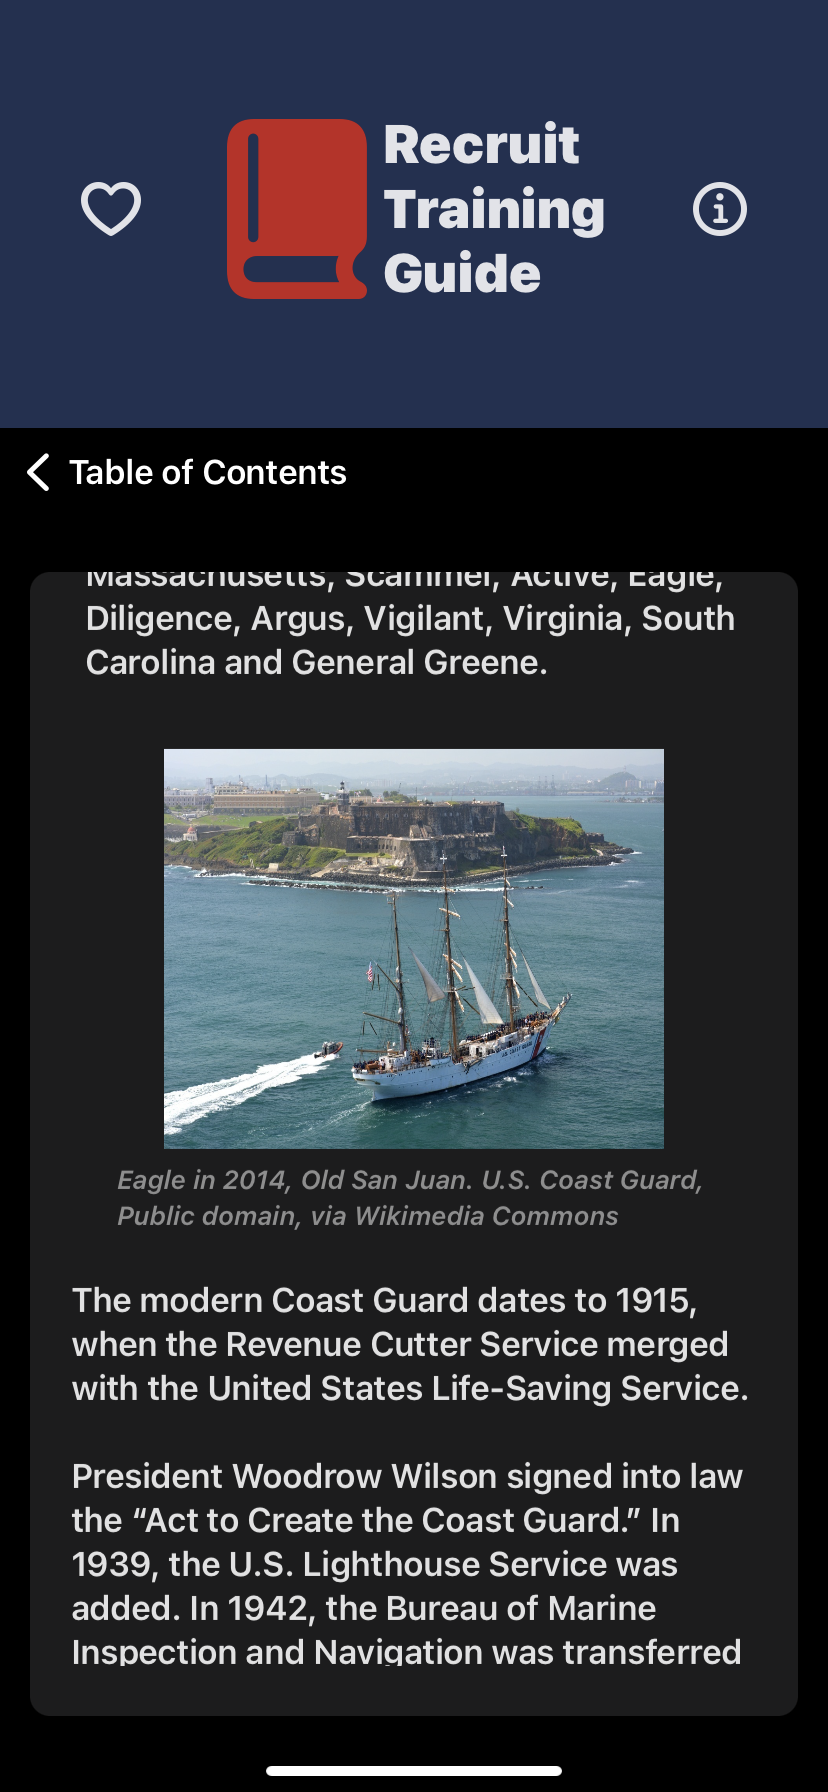 Recruit
Training
Guide
Table of Contents
Massachusetts, Scammel, Active, Eagle,
Diligence, Argus, Vigilant, Virginia, South
Carolina and General Greene.
Eagle in 2014, Old San Juan. U.S. Coast Guard,
Public domain, via Wikimedia Commons
The modern Coast Guard dates to 1915,
when the Revenue Cutter Service merged
with the United States Life-Saving Service.
President Woodrow Wilson signed into law
the “Act to Create the Coast Guard.” In
1939, the U.S. Lighthouse Service was
added. In 1942, the Bureau of Marine
Inspection and Navigation was transferred